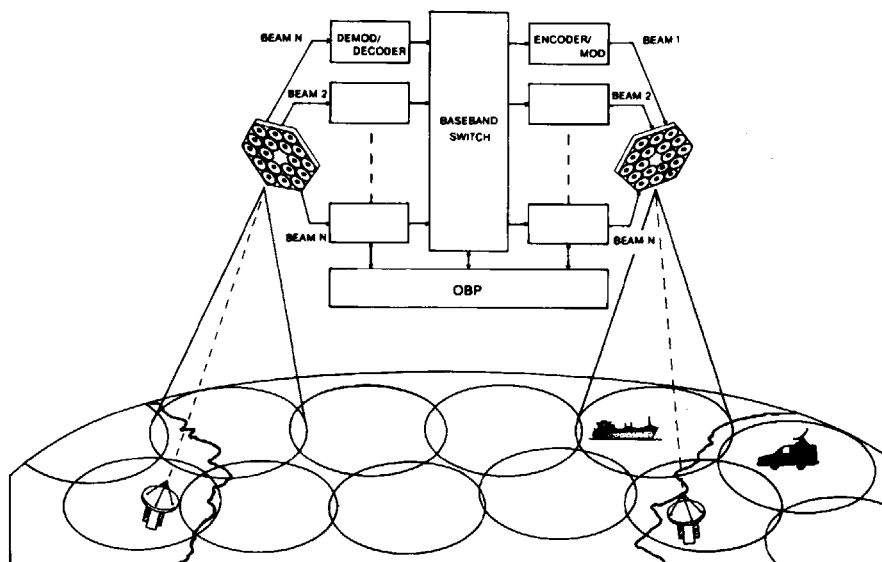 BEAM N
DEMOD/
DECODER
ENCODER/
MOD
BEAM 1
BEAM 2
BEAM 2
BASEBAND
SWITCH
BEAM N
BEAM N
OBP